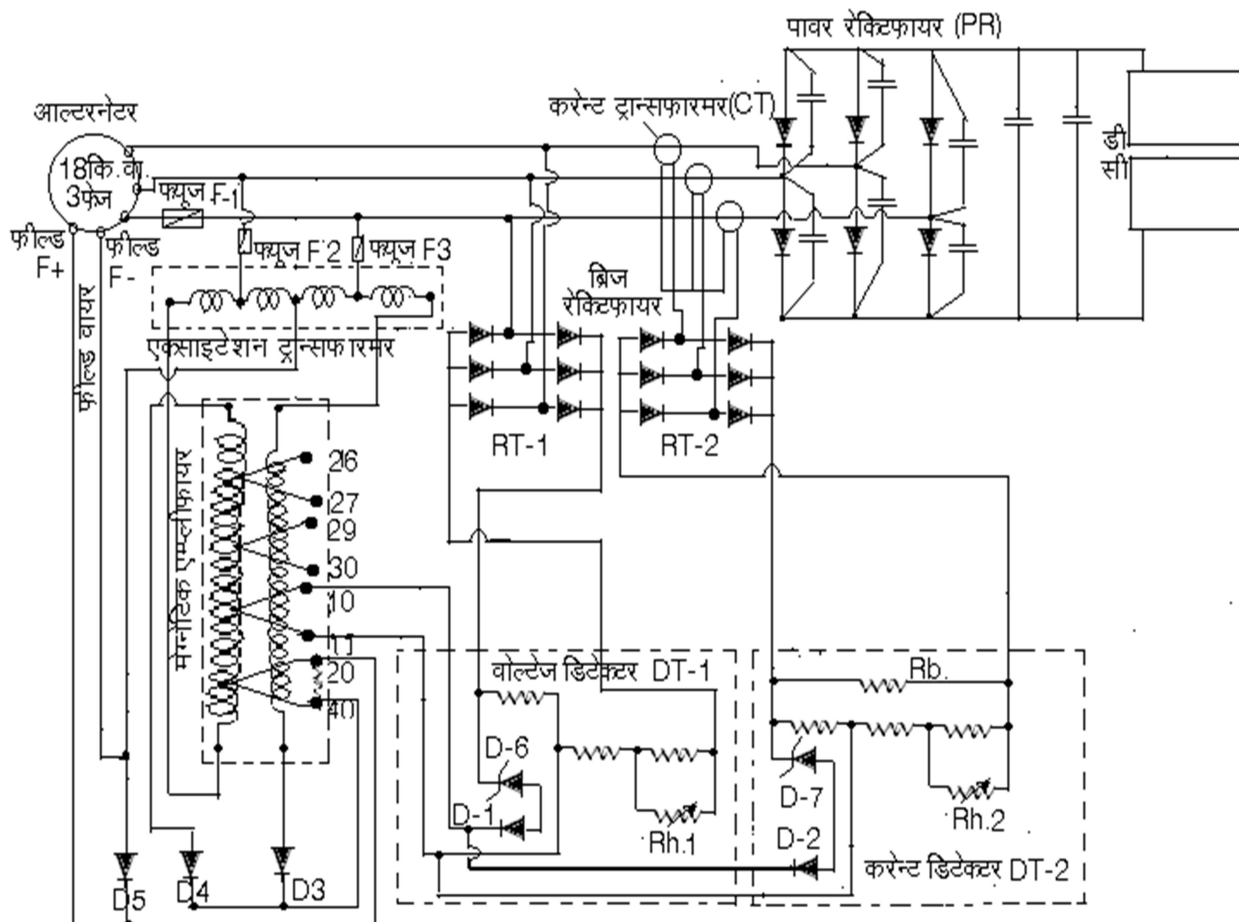 पावर रेक्टिफायर (PR)
करेन्ट ट्रान्सफारमर(CT)
आल्टरनेटर
18कि.वा.
3फेज
फ्यूज F-1
फील्ड
F+
फील्ड
F-
फ्यूज F2
फ्यूज F3
डी
सी
ब्रिज
रेक्टिफायर
एक्साइटेशन ट्रान्सफारमर
फील्ड वायर
RT-1
RT-2
मैग्नेटिक एम्प्लीफायर
26
27
29
30
10
11
20
40
वोल्टेज डिटेक्टर DT-1
Rb.
D-6
D-1
Rh.1
D-7
D-2
Rh.2
करेन्ट डिटेक्टर DT-2
D5
D4
D3